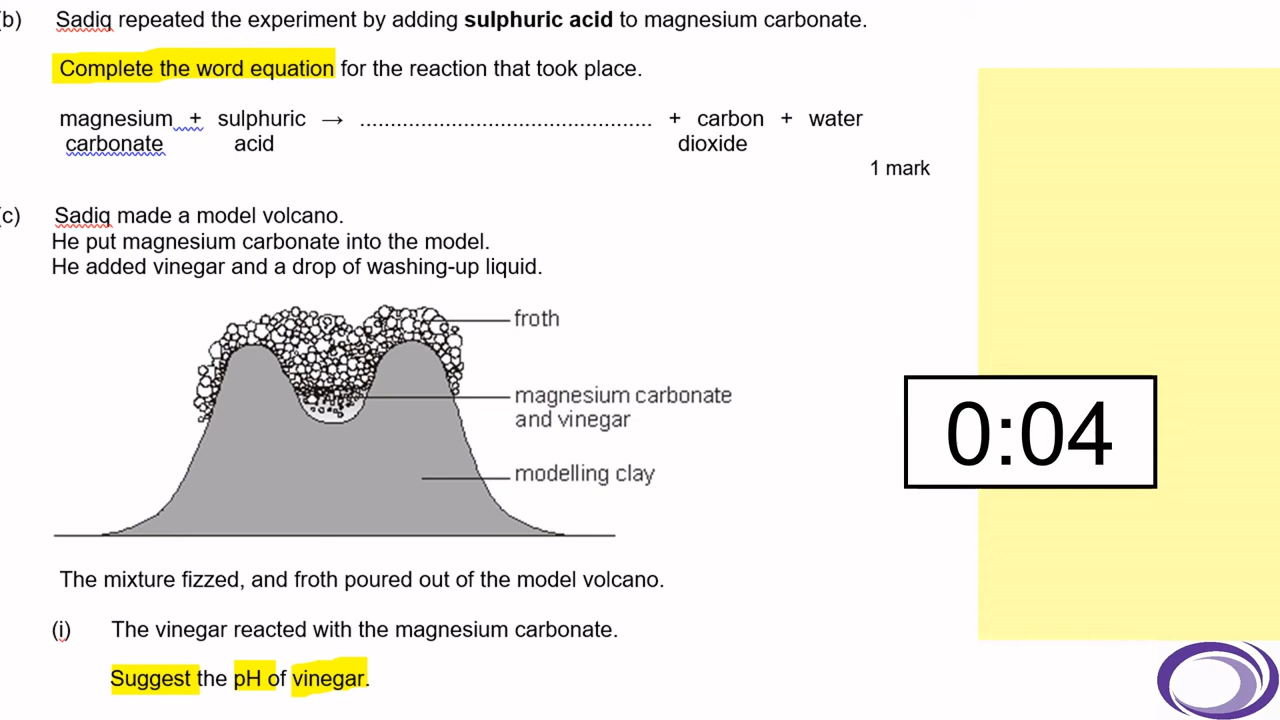 (b) Sadiq repeated the experiment by adding sulphuric acid to magnesium carbonate.
Complete the word equation for the reaction that took place.
magnesium + sulphuric → ............................................... + carbon + water
carbonate acid dioxide
1 mark
(c) Sadiq made a model volcano.
He put magnesium carbonate into the model.
He added vinegar and a drop of washing-up liquid.
froth
magnesium carbonate
and vinegar
0:04
modelling clay
The mixture fizzed, and froth poured out of the model volcano.
(i) The vinegar reacted with the magnesium carbonate.
Suggest the pH of vinegar.